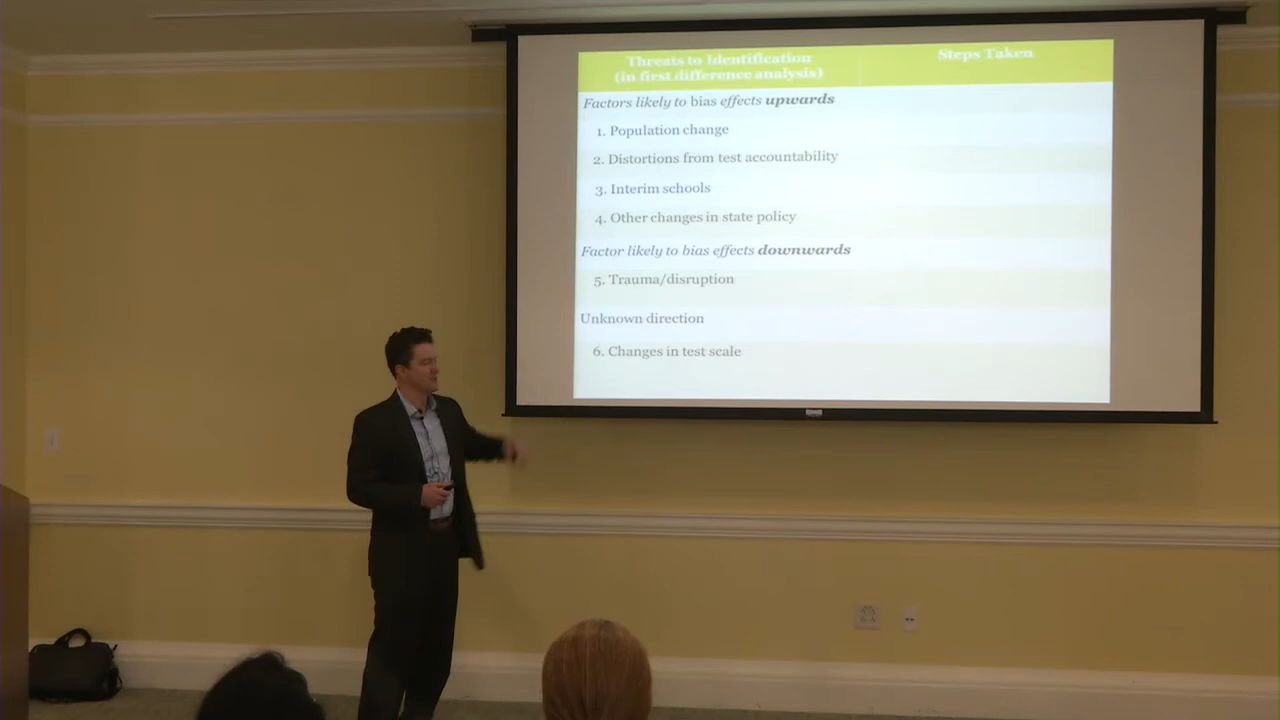 Threats to Identification
(in first difference analysis)
Steps Taken
Factors likely to bias effects upwards
1. Population change
2. Distortions from test accountability
3. Interim schools
4. Other changes in state policy
Factor likely to bias effects downwards
5. Trauma/disruption
Unknown direction
6. Changes in test scale